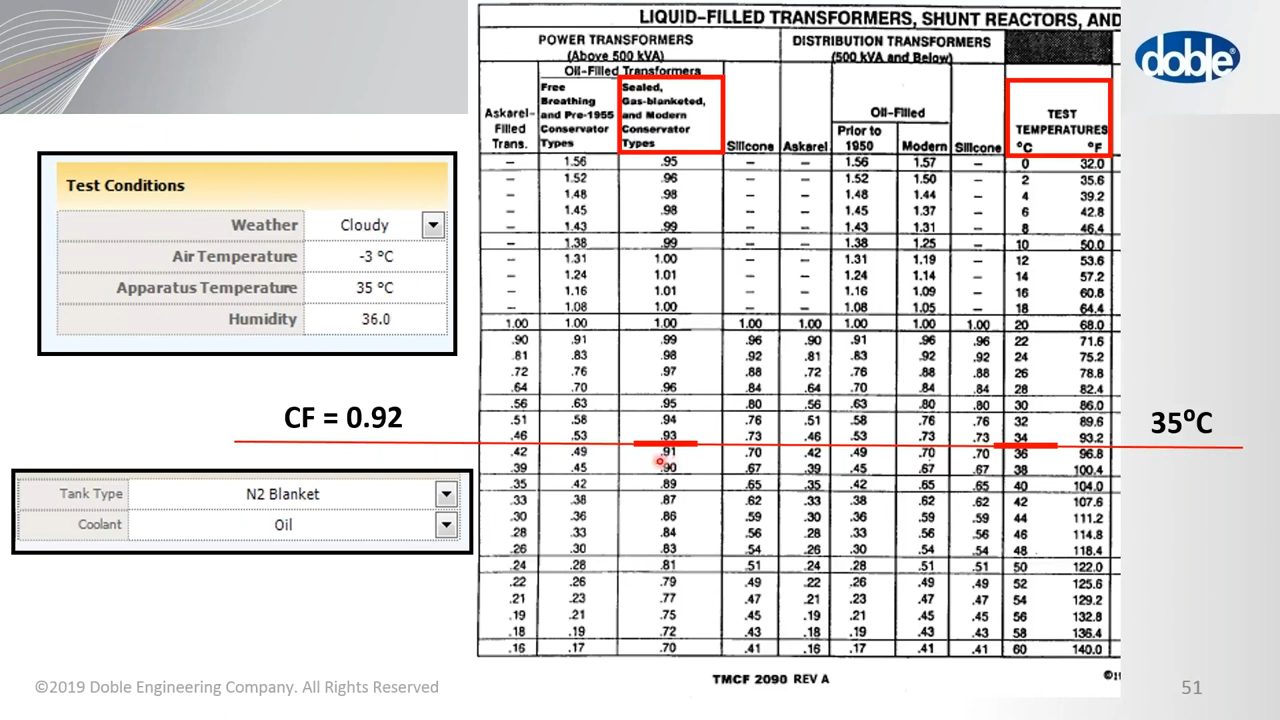 LIQUID-FILLED TRANSFORMERS, SHUNT REACTORS, AND
POWER TRANSFORMERS
(Above 500 kVA)
DISTRIBUTION TRANSFORMERS
(500 kVA and Below)
doble
Oil-Filled Transformers
Askarel-
Filled
Trans.
Free
Breathing
and Pre-1955
Conservator
Types
Sealed,
Gas-blanketed,
and Modern
Conservator
Types
Silicone
Askarel
Oil-Filled
Prior to
1950
Modern
Silicone
TEST
TEMPERATURES
°C °F
– 1.56 .95 – – 1.56 1.57 – 0 32.0
– 1.52 .96 – – 1.52 1.50 – 2 35.6
– 1.48 .98 – – 1.48 1.44 – 4 39.2
– 1.45 .98 – – 1.45 1.37 – 6 42.8
– 1.43 .99 – – 1.43 1.31 – 8 46.4
– 1.38 .99 – – 1.38 1.25 – 10 50.0
– 1.31 1.00 – – 1.31 1.19 – 12 53.6
– 1.24 1.01 – – 1.24 1.14 – 14 57.2
– 1.16 1.01 – – 1.16 1.09 – 16 60.8
– 1.08 1.00 – – 1.08 1.05 – 18 64.4
1.00 1.00 1.00 1.00 1.00 1.00 1.00 1.00 20 68.0
.90 .91 .99 .96 .90 .91 .96 .96 22 71.6
.81 .83 .98 .92 .81 .83 .92 .92 24 75.2
.72 .76 .97 .88 .72 .76 .88 .88 26 78.8
.64 .70 .96 .84 .64 .70 .84 .84 28 82.4
.56 .63 .95 .80 .56 .63 .80 .80 30 86.0
.51 .58 .94 .76 .51 .58 .76 .76 32 89.6
.46 .53 .93 .73 .46 .53 .73 .73 34 93.2
.42 .49 .91 .70 .42 .49 .70 .70 36 96.8
.39 .45 .90 .67 .39 .45 .67 .67 38 100.4
.35 .42 .89 .65 .35 .42 .65 .65 40 104.0
.33 .38 .87 .62 .33 .38 .62 .62 42 107.6
.30 .36 .86 .59 .30 .36 .59 .59 44 111.2
.28 .33 .84 .56 .28 .33 .56 .56 46 114.8
.26 .30 .83 .54 .26 .30 .54 .54 48 118.4
.24 .28 .81 .51 .24 .28 .51 .51 50 122.0
.22 .26 .79 .49 .22 .26 .49 .49 52 125.6
.21 .23 .77 .47 .21 .23 .47 .47 54 129.2
.19 .21 .75 .45 .19 .21 .45 .45 56 132.8
.18 .19 .72 .43 .18 .19 .43 .43 58 136.4
.16 .17 .70 .41 .16 .17 .41 .41 60 140.0
TMCF 2090 REV A
Test Conditions
Weather Cloudy
Air Temperature -3 °C
Apparatus Temperature 35 °C
Humidity 36.0
CF = 0.92
35⁰C
Tank Type N2 Blanket
Coolant Oil
©2019 Doble Engineering Company. All Rights Reserved
51